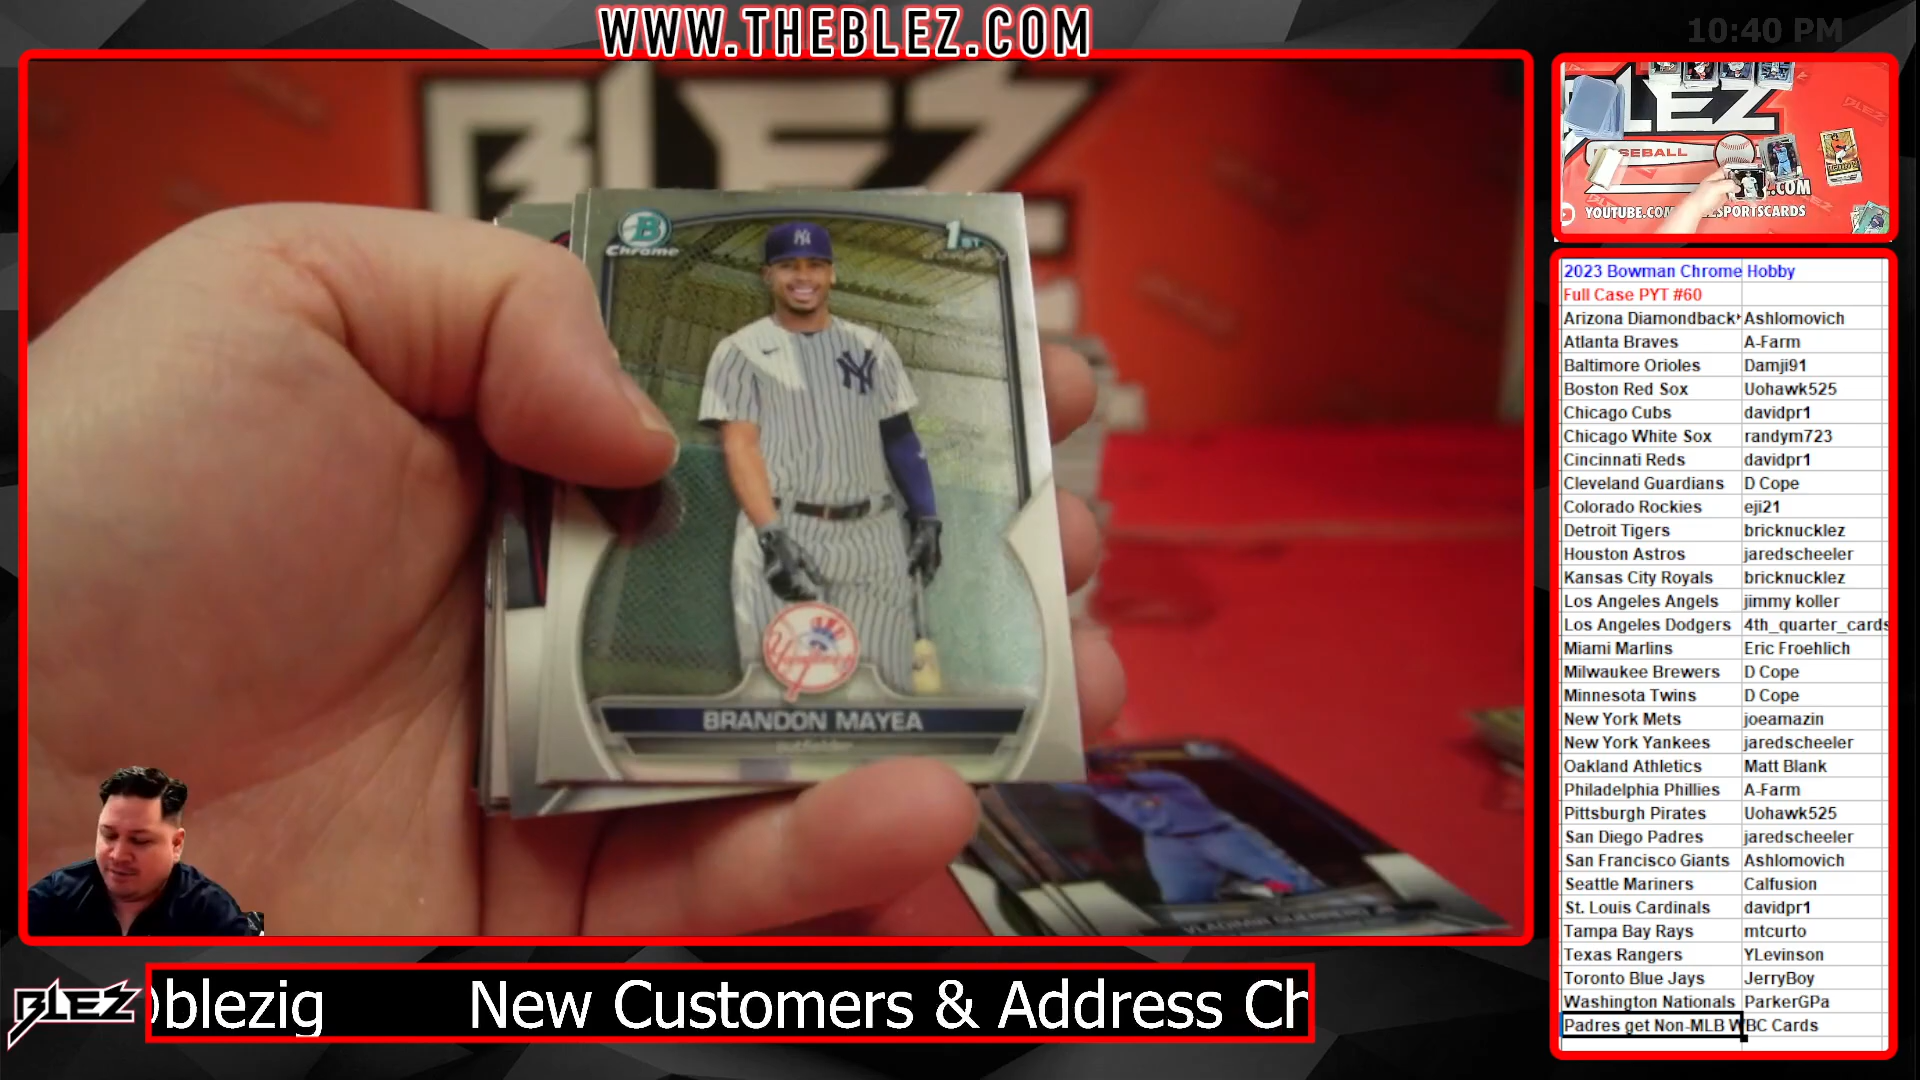 WWW.THEBLEZ.COM
10:40 PM
BLEZ
B
Chrome
1ST
NY
NY
BRANDON MAYEA
outfielder
LEZ
BLEZ
SEBALL
.COM
YOUTUBE.COM
SPORTSCARDS
2023 Bowman Chrome Hobby
Full Case PYT #60
Arizona Diamondback Ashlomovich
Atlanta Braves A-Farm
Baltimore Orioles Damji91
Boston Red Sox Uohawk525
Chicago Cubs davidpr1
Chicago White Sox randym723
Cincinnati Reds davidpr1
Cleveland Guardians D Cope
Colorado Rockies eji21
Detroit Tigers bricknucklez
Houston Astros jaredscheeler
Kansas City Royals bricknucklez
Los Angeles Angels jimmy koller
Los Angeles Dodgers 4th_quarter_cards
Miami Marlins Eric Froehlich
Milwaukee Brewers D Cope
Minnesota Twins D Cope
New York Mets joeamazin
New York Yankees jaredscheeler
Oakland Athletics Matt Blank
Philadelphia Phillies A-Farm
Pittsburgh Pirates Uohawk525
San Diego Padres jaredscheeler
San Francisco Giants Ashlomovich
Seattle Mariners Calfusion
St. Louis Cardinals davidpr1
Tampa Bay Rays mtcurto
Texas Rangers YLevinson
Toronto Blue Jays JerryBoy
Washington Nationals ParkerGPa
Padres get Non-MLB WBC Cards
BLEZ
blezig New Customers & Address Ch